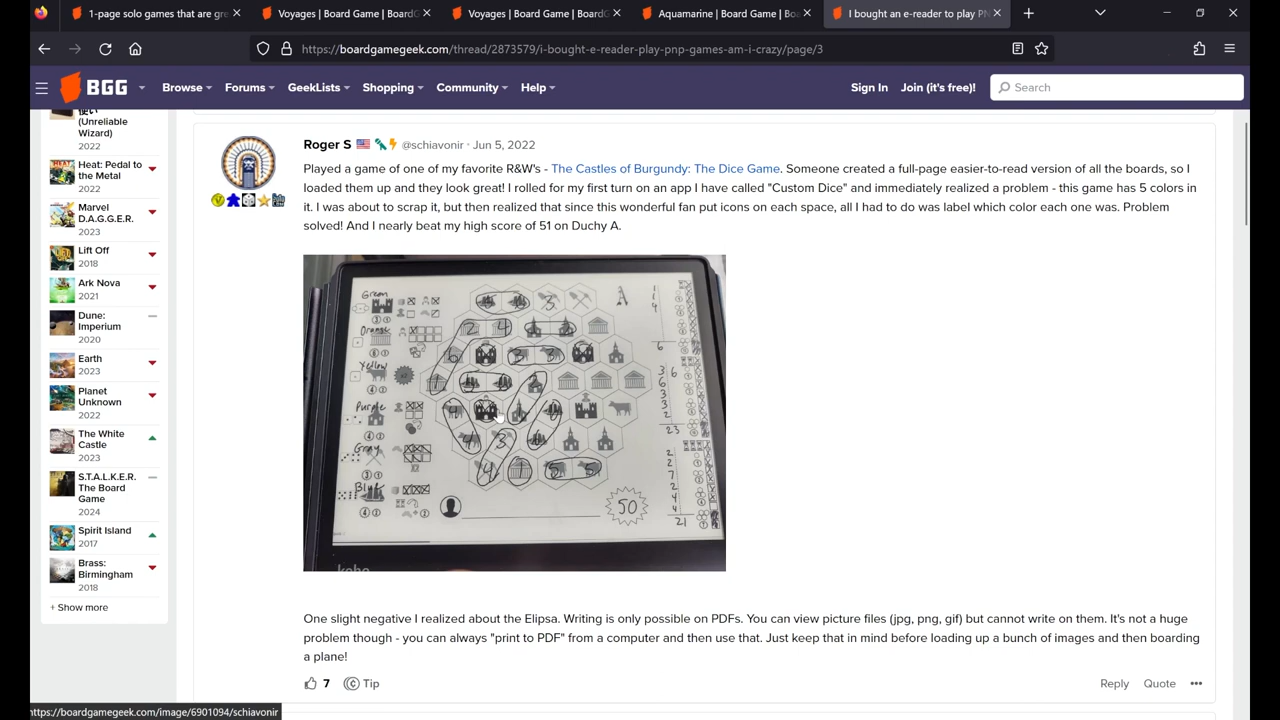 1-page solo games that are gre
Voyages | Board Game | BoardG
Voyages | Board Game | BoardG
Aquamarine | Board Game | Boa
I bought an e-reader to play PN
https://boardgamegeek.com/thread/2873579/i-bought-e-reader-play-pnp-games-am-i-crazy/page/3
BGG
Browse
Forums
GeekLists
Shopping
Community
Help
Sign In
Join (it's free)!
Search
(Unreliable
Wizard)
2022
Heat: Pedal to
the Metal
2022
Marvel
D.A.G.G.E.R.
2023
Lift Off
2018
Ark Nova
2021
Dune:
Imperium
2020
Earth
2023
Planet
Unknown
2022
The White
Castle
2023
S.T.A.L.K.E.R.
The Board
Game
2024
Spirit Island
2017
Brass:
Birmingham
2018
+ Show more
Roger S @schiavonir · Jun 5, 2022
Played a game of one of my favorite R&W's - The Castles of Burgundy: The Dice Game. Someone created a full-page easier-to-read version of all the boards, so I
loaded them up and they look great! I rolled for my first turn on an app I have called "Custom Dice" and immediately realized a problem - this game has 5 colors in
it. I was about to scrap it, but then realized that since this wonderful fan put icons on each space, all I had to do was label which color each one was. Problem
solved! And I nearly beat my high score of 51 on Duchy A.
Green
Orange
Yellow
Purple
Gray
Blue
A
50
6
23
21
kobo
One slight negative I realized about the Elipsa. Writing is only possible on PDFs. You can view picture files (jpg, png, gif) but cannot write on them. It's not a huge
problem though - you can always "print to PDF" from a computer and then use that. Just keep that in mind before loading up a bunch of images and then boarding
a plane!
7
Tip
Reply
Quote
https://boardgamegeek.com/image/6901094/schiavonir